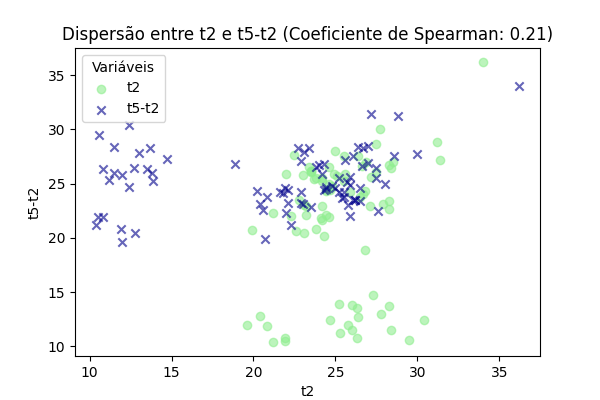 Dispersão entre t2 e t5-t2 (Coeficiente de Spearman: 0.21)
Variáveis
t2
t5-t2
35
30
25
20
15
10
t5-t2
10 15 20 25 30 35
t2